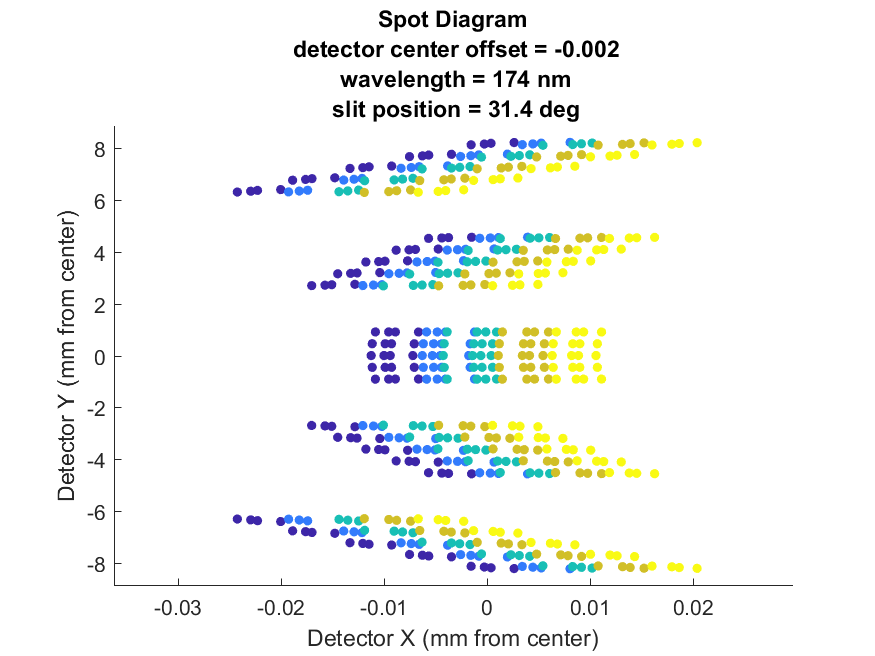 Spot Diagram
detector center offset = -0.002
wavelength = 174 nm
slit position = 31.4 deg
8
6
4
2
0
-2
-4
-6
-8
Detector Y (mm from center)
-0.03 -0.02 -0.01 0 0.01 0.02
Detector X (mm from center)